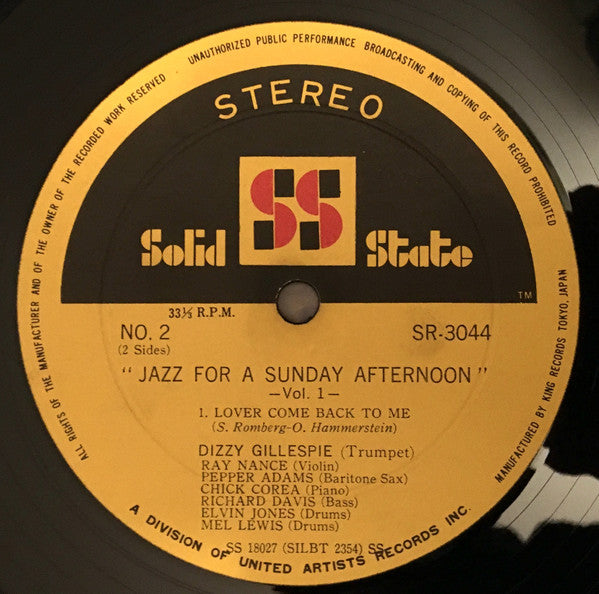 ALL RIGHTS OF THE MANUFACTURER AND OF THE OWNER OF THE RECORDED WORK RESERVED
UNAUTHORIZED PUBLIC PERFORMANCE BROADCASTING AND COPYING OF THIS RECORD PROHIBITED
STEREO
SS
Solid State
TM
33⅓ R.P.M.
NO. 2 SR-3044
(2 Sides)
"JAZZ FOR A SUNDAY AFTERNOON"
—Vol. 1—
1. LOVER COME BACK TO ME
(S. Romberg-O. Hammerstein)
DIZZY GILLESPIE (Trumpet)
RAY NANCE (Violin)
PEPPER ADAMS (Baritone Sax)
CHICK COREA (Piano)
RICHARD DAVIS (Bass)
ELVIN JONES (Drums)
MEL LEWIS (Drums)
SS 18027 (SILBT 2354) SS
A DIVISION OF UNITED ARTISTS RECORDS INC.
MANUFACTURED BY KING RECORDS TOKYO, JAPAN